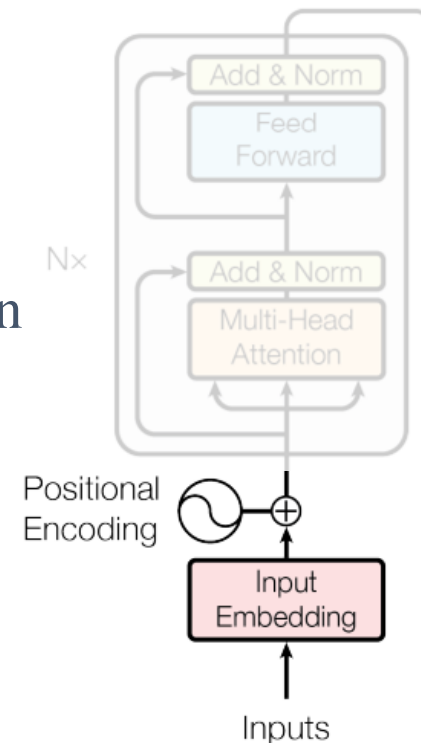 Add & Norm
Feed
Forward
N×
Add & Norm
n
Multi-Head
Attention
Positional
Encoding
Input
Embedding
Inputs